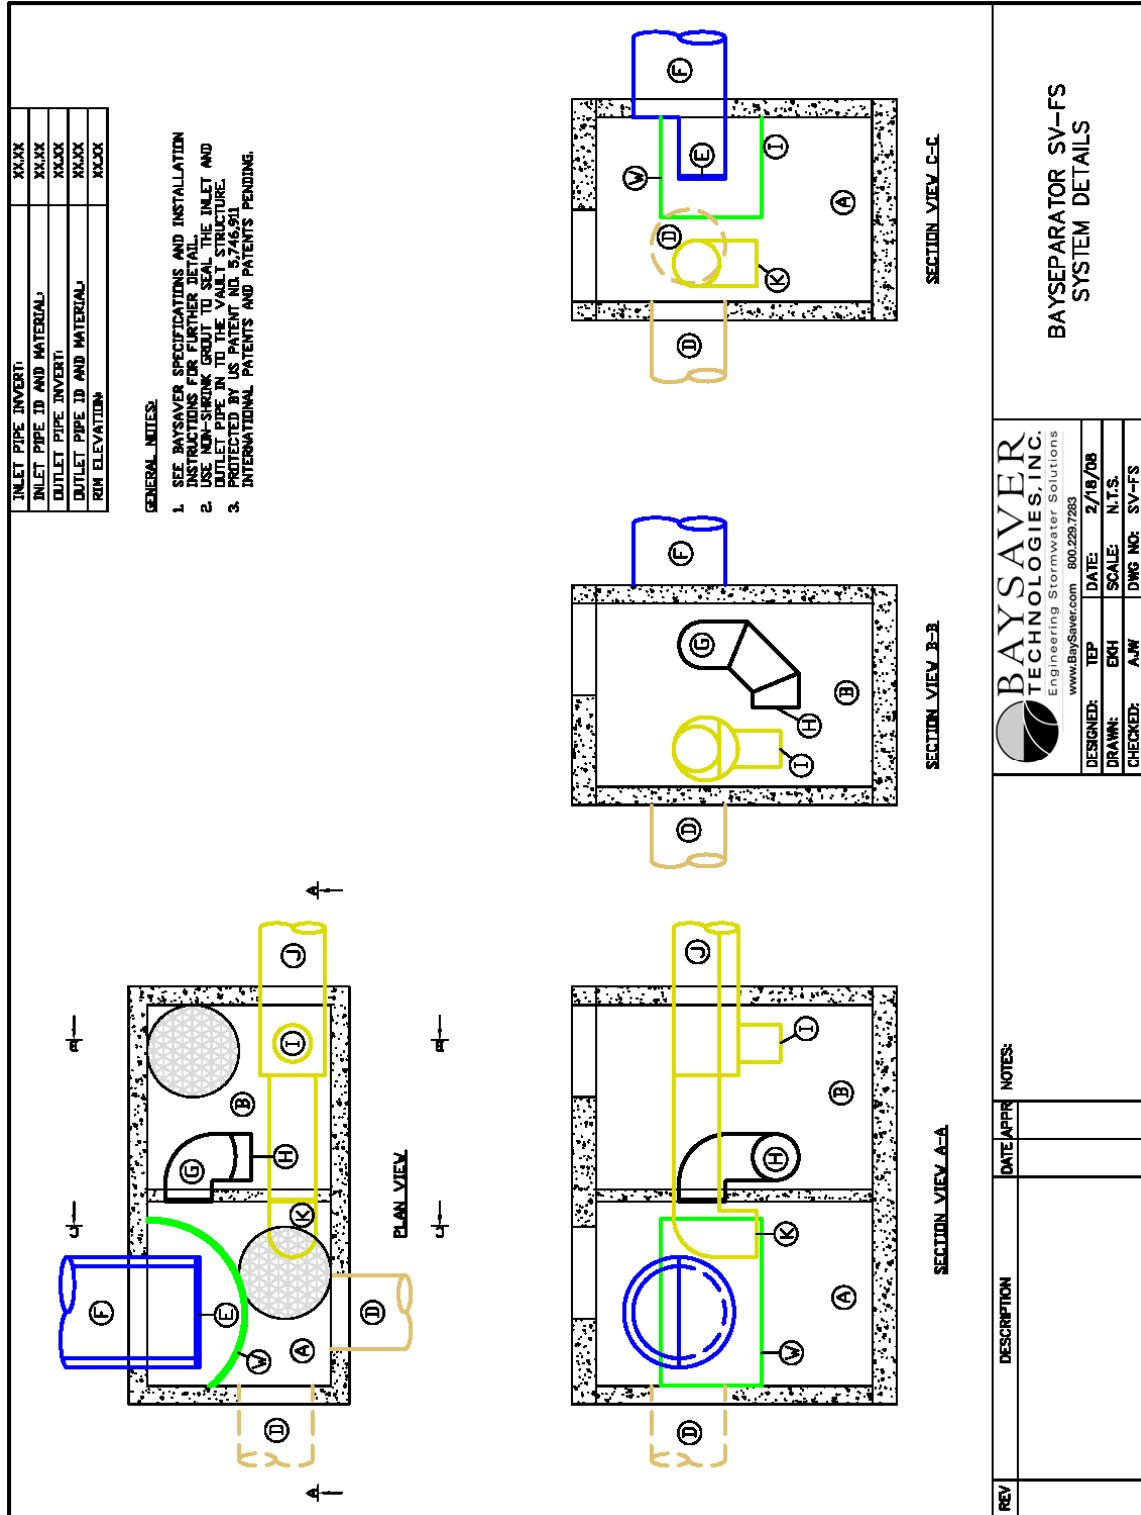 INLET PIPE INVERT: XX.XX
INLET PIPE ID AND MATERIAL: XX.XX
OUTLET PIPE INVERT: XX.XX
OUTLET PIPE ID AND MATERIAL: XX.XX
RIM ELEVATION: XX.XX
GENERAL NOTES:
1. SEE BAYSAVER SPECIFICATIONS AND INSTALLATION
INSTRUCTIONS FOR FURTHER DETAIL.
2. USE NON-SHRINK GROUT TO SEAL THE INLET AND
OUTLET PIPE IN TO THE VAULT STRUCTURE.
3. PROTECTED BY US PATENT NO. 5,746,911
INTERNATIONAL PATENTS AND PATENTS PENDING.
A
J
B
B
I
B
H
G
K
C
C
F
E
W
A
D
D
A
PLAN VIEW
J
I
B
H
K
A
W
D
SECTION VIEW A-A
F
G
B
H
I
D
SECTION VIEW B-B
F
E
I
W
D
K
A
D
SECTION VIEW C-C
REV
DESCRIPTION
DATE
APPR
NOTES:
BAYSAVER
TECHNOLOGIES, INC.
Engineering Stormwater Solutions
www.BaySaver.com 800.229.7283
DESIGNED: TEP DATE: 2/18/08
DRAWN: EKH SCALE: N.T.S.
CHECKED: AJW DWG NO: SV-FS
BAYSEPARATOR SV-FS
SYSTEM DETAILS